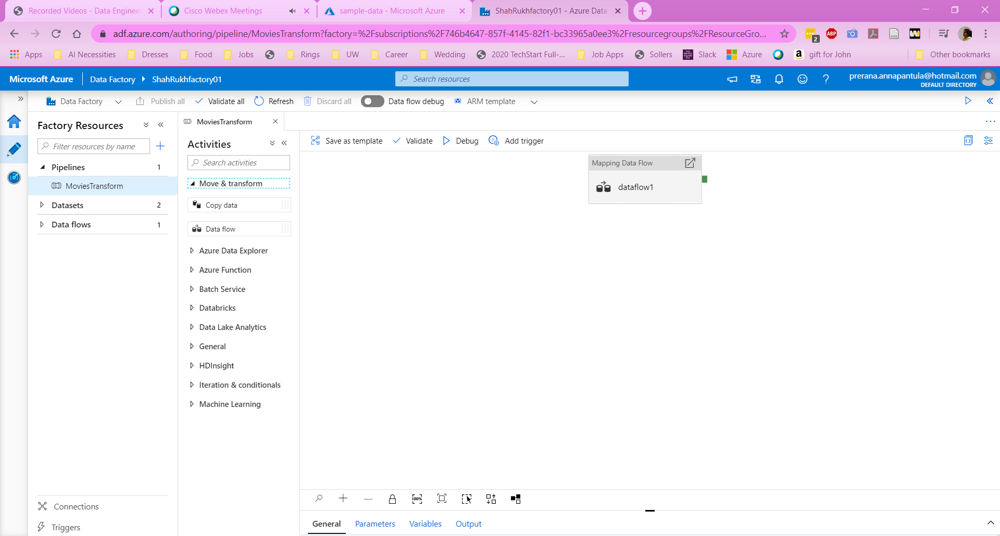 Recorded Videos - Data Enginee
Cisco Webex Meetings
sample-data - Microsoft Azure
ShahRukhfactory01 - Azure Data
adf.azure.com/authoring/pipeline/MoviesTransform?factory=%2Fsubscriptions%2F746b4647-857f-4145-82f1-bc33965a0ee3%2Fresourcegroups%2FResourceGro...
2
ABP
Apps
AI Necessities
Dresses
Food
Jobs
Rings
UW
Career
Wedding
2020 TechStart Full-...
Job Apps
Sollers
Slack
Azure
a
gift for John
Other bookmarks
Microsoft Azure
Data Factory
ShahRukhfactory01
Search resources
?
prerana.annapantula@hotmail.com
DEFAULT DIRECTORY
Data Factory
Publish all
Validate all
Refresh
Discard all
Data flow debug
ARM template
Factory Resources
MoviesTransform
Filter resources by name
Activities
Save as template
Validate
Debug
Add trigger
Pipelines 1
Search activities
Mapping Data Flow
MoviesTransform
Move & transform
dataflow1
Datasets 2
Copy data
Data flows 1
Data flow
Azure Data Explorer
Azure Function
Batch Service
Databricks
Data Lake Analytics
General
HDInsight
Iteration & conditionals
Machine Learning
100%
Connections
General
Parameters
Variables
Output
Triggers